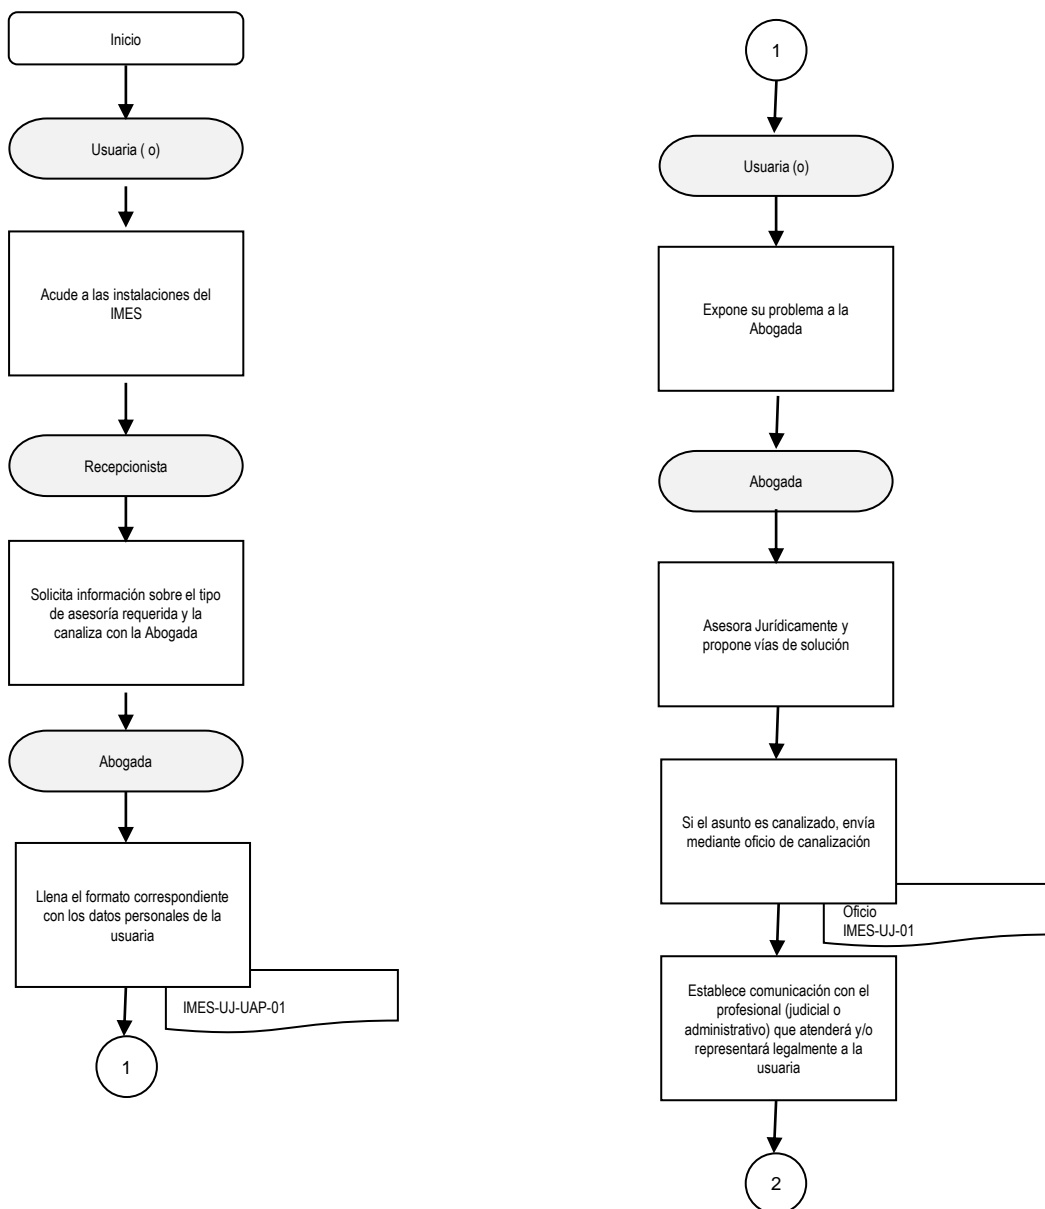 Inicio
Usuaria ( o)
Acude a las instalaciones del
IMES
Recepcionista
Solicita información sobre el tipo
de asesoría requerida y la
canaliza con la Abogada
Abogada
Llena el formato correspondiente
con los datos personales de la
usuaria
IMES-UJ-UAP-01
1
1
Usuaria (o)
Expone su problema a la
Abogada
Abogada
Asesora Jurídicamente y
propone vías de solución
Si el asunto es canalizado, envía
mediante oficio de canalización
Oficio
IMES-UJ-01
Establece comunicación con el
profesional (judicial o
administrativo) que atenderá y/o
representará legalmente a la
usuaria
2